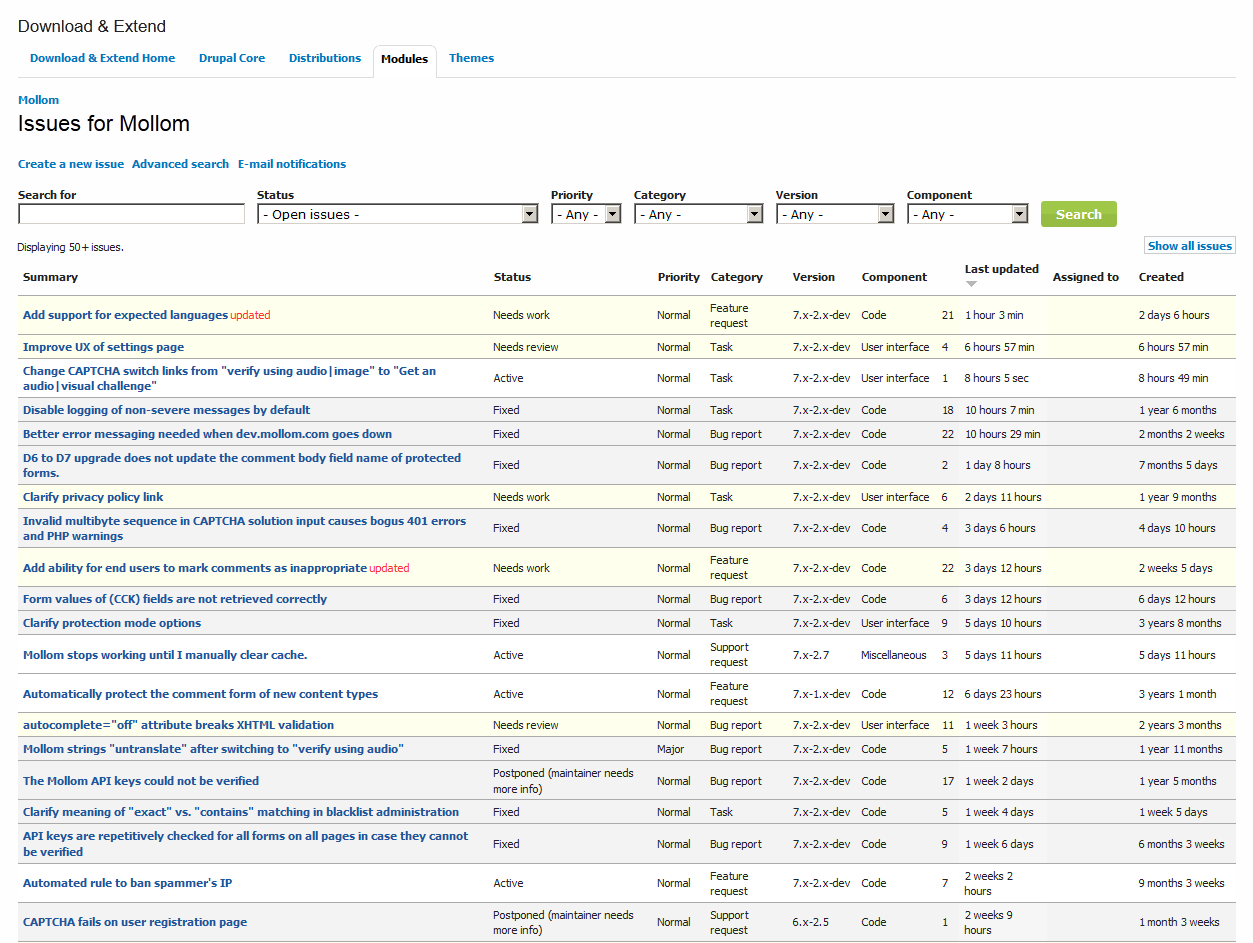 Download & Extend
Download & Extend Home Drupal Core Distributions Modules Themes
Mollom
Issues for Mollom
Create a new issue Advanced search E-mail notifications
Search for Status Priority Category Version Component
- Open issues - - Any - - Any - - Any - - Any - Search
Displaying 50+ issues. Show all issues
Summary Status Priority Category Version Component Last updated Assigned to Created
Add support for expected languages updated Needs work Normal Feature request 7.x-2.x-dev Code 21 1 hour 3 min 2 days 6 hours
Improve UX of settings page Needs review Normal Task 7.x-2.x-dev User interface 4 6 hours 57 min 6 hours 57 min
Change CAPTCHA switch links from "verify using audio|image" to "Get an audio|visual challenge" Active Normal Task 7.x-2.x-dev User interface 1 8 hours 5 sec 8 hours 49 min
Disable logging of non-severe messages by default Fixed Normal Task 7.x-2.x-dev Code 18 10 hours 7 min 1 year 6 months
Better error messaging needed when dev.mollom.com goes down Fixed Normal Bug report 7.x-2.x-dev Code 22 10 hours 29 min 2 months 2 weeks
D6 to D7 upgrade does not update the comment body field name of protected forms. Fixed Normal Bug report 7.x-2.x-dev Code 2 1 day 8 hours 7 months 5 days
Clarify privacy policy link Needs work Normal Task 7.x-2.x-dev User interface 6 2 days 11 hours 1 year 9 months
Invalid multibyte sequence in CAPTCHA solution input causes bogus 401 errors and PHP warnings Fixed Normal Bug report 7.x-2.x-dev Code 4 3 days 6 hours 4 days 10 hours
Add ability for end users to mark comments as inappropriate updated Needs work Normal Feature request 7.x-2.x-dev Code 22 3 days 12 hours 2 weeks 5 days
Form values of (CCK) fields are not retrieved correctly Fixed Normal Bug report 7.x-2.x-dev Code 6 3 days 12 hours 6 days 12 hours
Clarify protection mode options Fixed Normal Task 7.x-2.x-dev User interface 9 5 days 10 hours 3 years 8 months
Mollom stops working until I manually clear cache. Active Normal Support request 7.x-2.7 Miscellaneous 3 5 days 11 hours 5 days 11 hours
Automatically protect the comment form of new content types Active Normal Feature request 7.x-1.x-dev Code 12 6 days 23 hours 3 years 1 month
autocomplete="off" attribute breaks XHTML validation Needs review Normal Bug report 7.x-2.x-dev User interface 11 1 week 3 hours 2 years 3 months
Mollom strings "untranslate" after switching to "verify using audio" Fixed Major Bug report 7.x-2.x-dev Code 5 1 week 7 hours 1 year 11 months
The Mollom API keys could not be verified Postponed (maintainer needs more info) Normal Bug report 7.x-2.x-dev Code 17 1 week 2 days 1 year 5 months
Clarify meaning of "exact" vs. "contains" matching in blacklist administration Fixed Normal Task 7.x-2.x-dev Code 5 1 week 4 days 1 week 5 days
API keys are repetitively checked for all forms on all pages in case they cannot be verified Fixed Normal Bug report 7.x-2.x-dev Code 9 1 week 6 days 6 months 3 weeks
Automated rule to ban spammer's IP Active Normal Feature request 7.x-2.x-dev Code 7 2 weeks 2 hours 9 months 3 weeks
CAPTCHA fails on user registration page Postponed (maintainer needs more info) Normal Support request 6.x-2.5 Code 1 2 weeks 9 hours 1 month 3 weeks